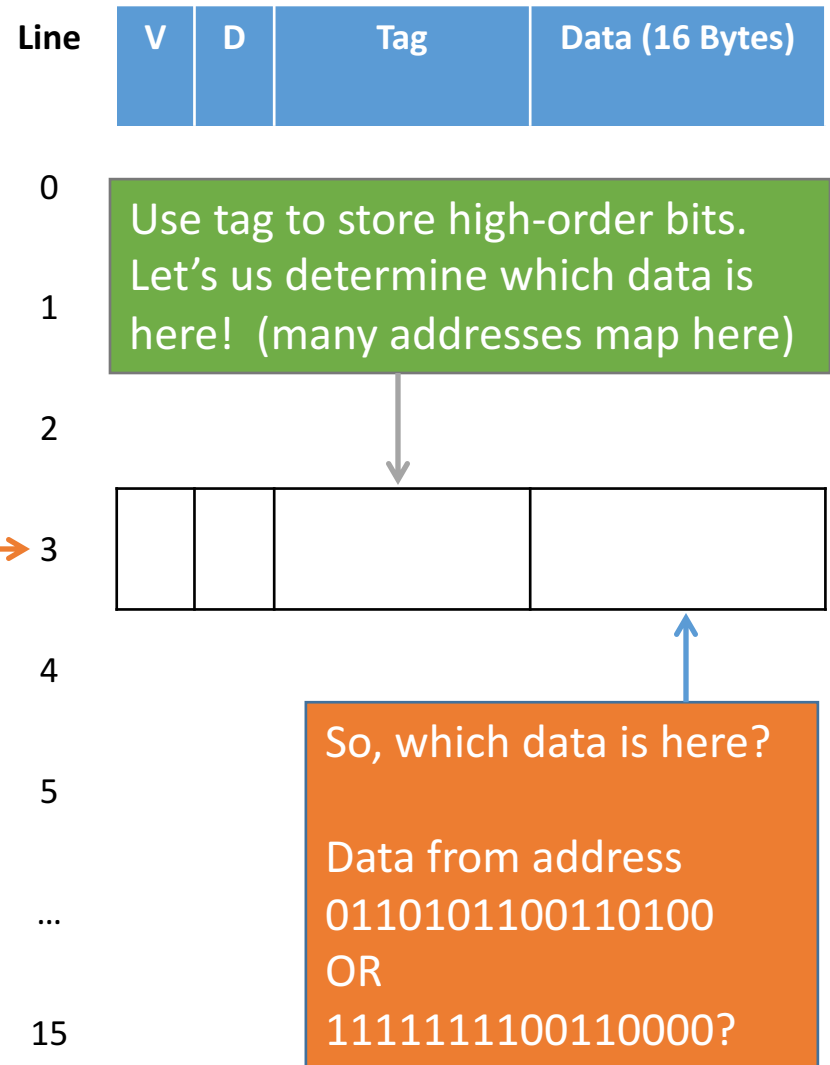 Line V D Tag Data (16 Bytes)
0
Use tag to store high-order bits.
Let’s us determine which data is
1
here!  (many addresses map here)
2
3
4
So, which data is here?
5
Data from address
0110101100110100
...
OR
1111111100110000?
15